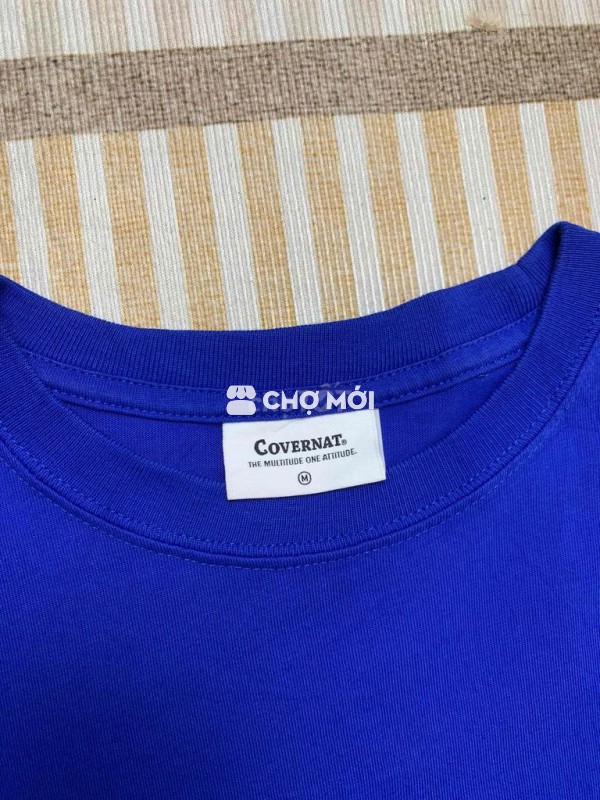 CHỢ MỚI
COVERNAT®
THE MULTITUDE ONE ATTITUDE.
M